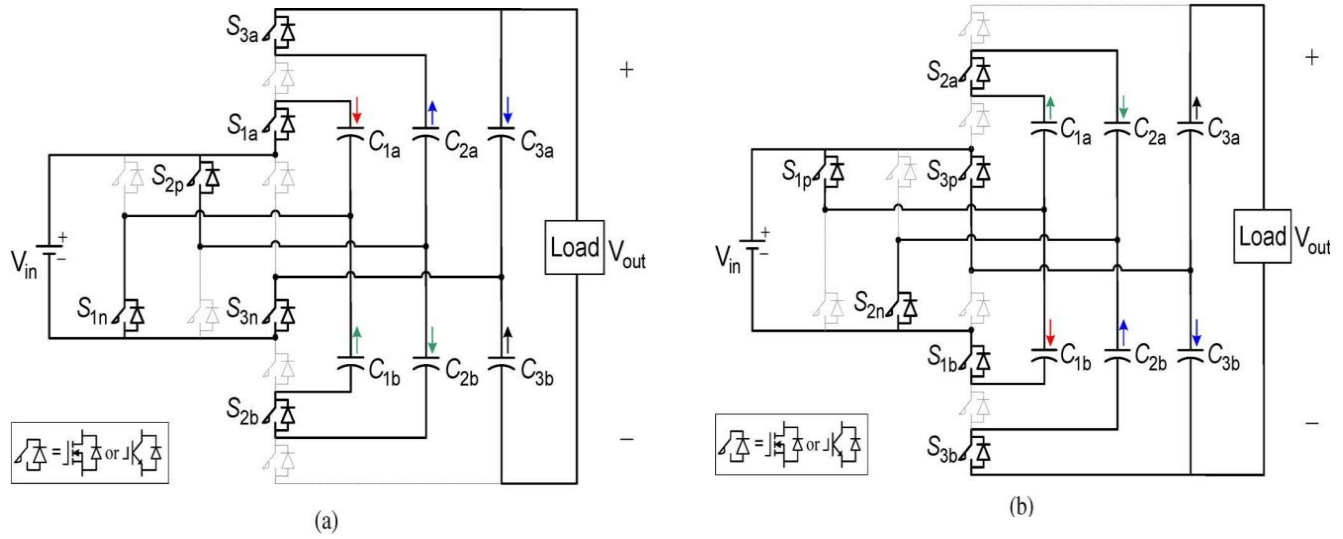 S3a
S1a
C1a
C2a
C3a
S2p
+
−
Vin
+
Load
Vout
−
S1n
S3n
C1b
C2b
C3b
S2b
= or
(a)
S2a
C1a
C2a
C3a
S1p
S3p
+
−
Vin
+
Load
Vout
−
S2n
S1b
C1b
C2b
C3b
S3b
= or
(b)